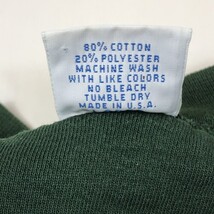 80% COTTON
20% POLYESTER
MACHINE WASH
WITH LIKE COLORS
NO BLEACH
TUMBLE DRY
MADE IN U.S.A.